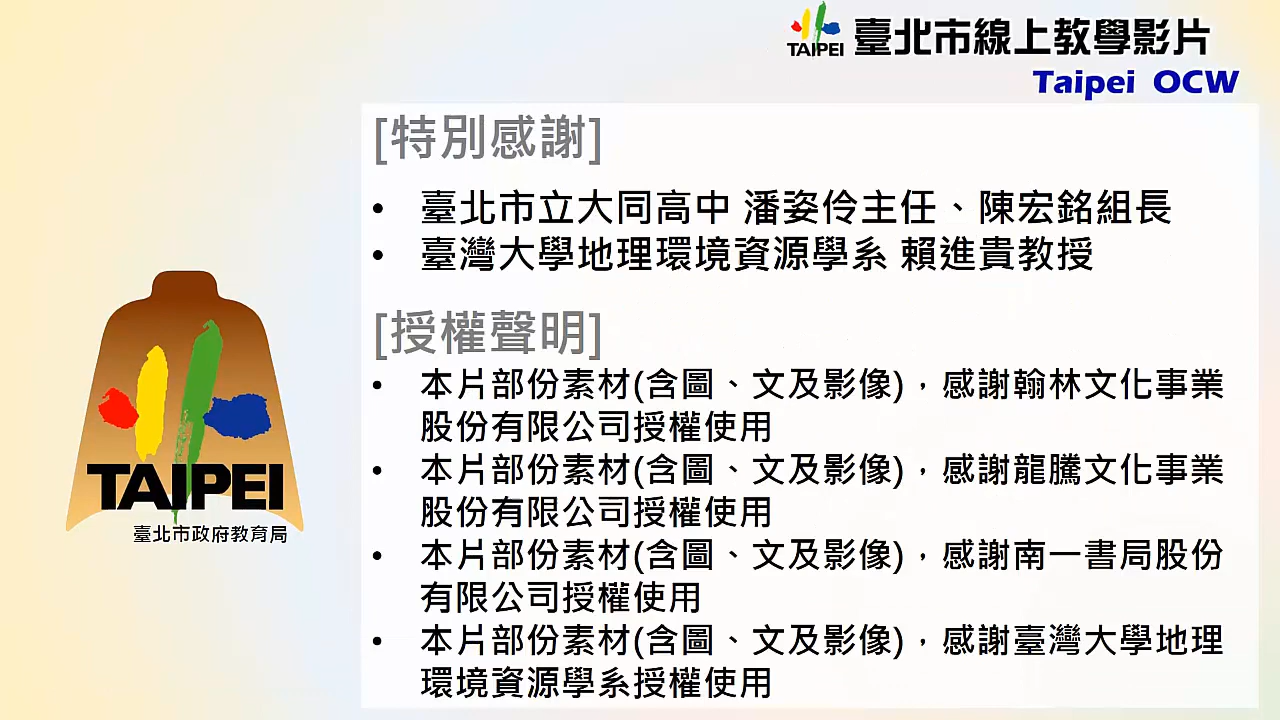 TAIPEI 臺北市線上教學影片
Taipei OCW
[特別感謝]
• 臺北市立大同高中 潘姿伶主任、陳宏銘組長
• 臺灣大學地理環境資源學系 賴進貴教授
[授權聲明]
• 本片部份素材(含圖、文及影像)，感謝翰林文化事業
股份有限公司授權使用
• 本片部份素材(含圖、文及影像)，感謝龍騰文化事業
股份有限公司授權使用
• 本片部份素材(含圖、文及影像)，感謝南一書局股份
有限公司授權使用
• 本片部份素材(含圖、文及影像)，感謝臺灣大學地理
環境資源學系授權使用
TAIPEI
臺北市政府教育局